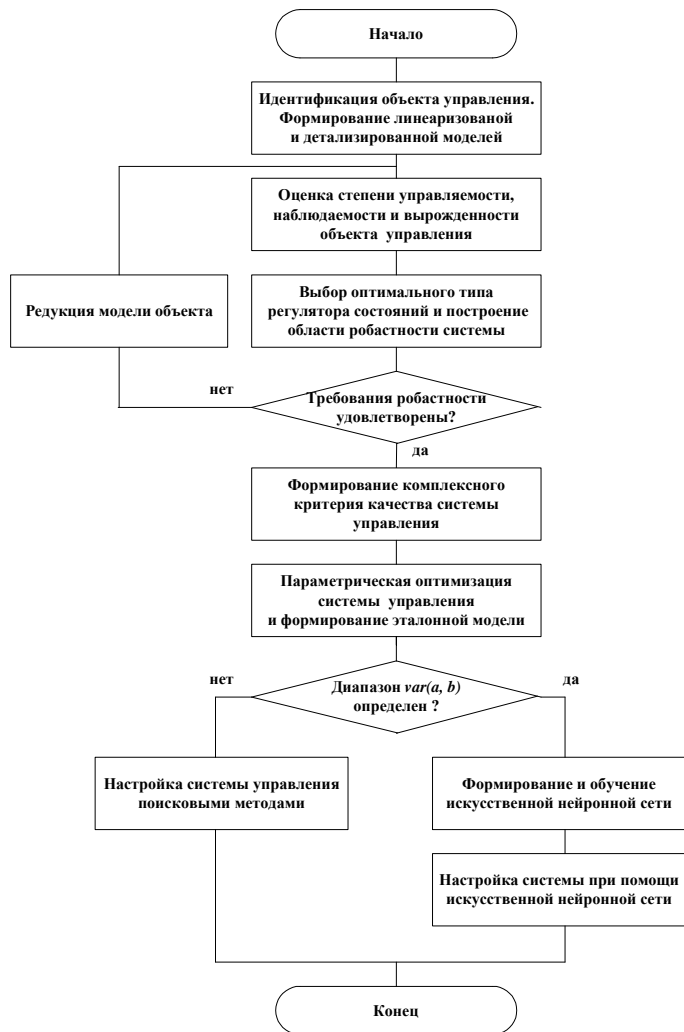 Начало
Идентификация объекта управления.
Формирование линеаризованой
и детализированной моделей
Оценка степени управляемости,
наблюдаемости и вырожденности
объекта управления
Редукция модели объекта
Выбор оптимального типа
регулятора состояний и построение
области робастности системы
нет
Требования робастности
удовлетворены?
да
Формирование комплексного
критерия качества системы
управления
Параметрическая оптимизация
системы управления
и формирование эталонной модели
нет
Диапазон var(a, b)
определен ?
да
Настройка системы управления
поисковыми методами
Формирование и обучение
искусственной нейронной сети
Настройка системы при помощи
искусственной нейронной сети
Конец